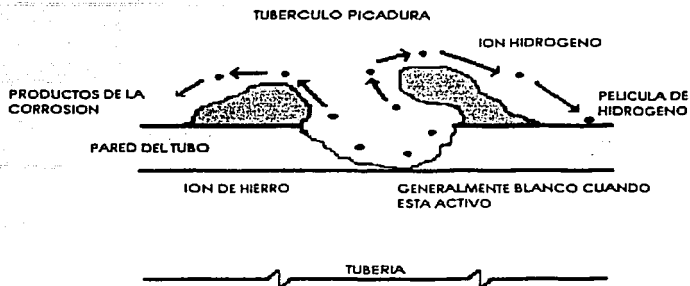 TUBERCULO PICADURA
ION HIDROGENO
PRODUCTOS DE LA
CORROSION
PELICULA DE
HIDROGENO
PARED DEL TUBO
ION DE HIERRO
GENERALMENTE BLANCO CUANDO
ESTA ACTIVO
TUBERIA